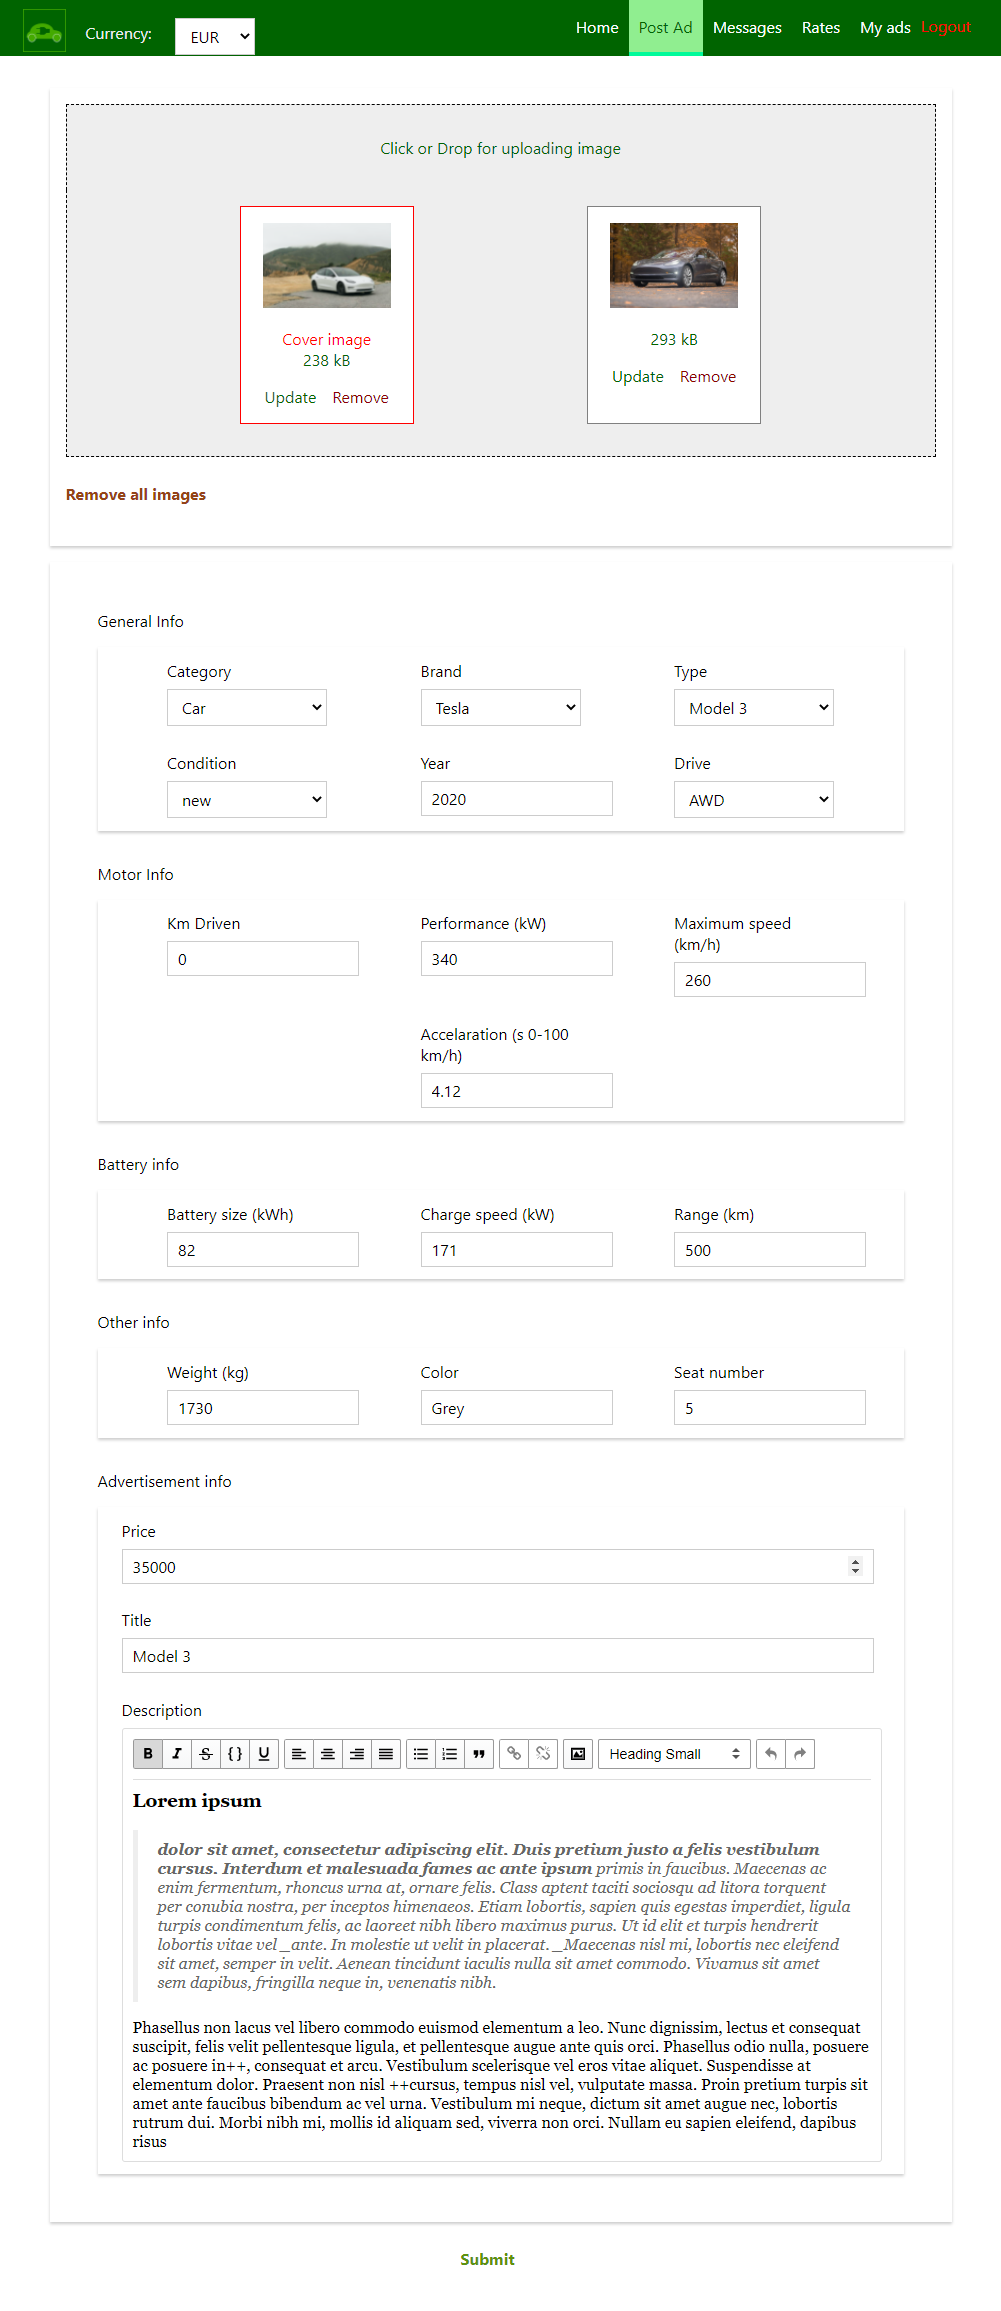 Currency: EUR Home Post Ad Messages Rates My ads Logout
Click or Drop for uploading image
Cover image
238 kB 293 kB
Update Remove Update Remove
Remove all images
General Info
Category Brand Type
Car Tesla Model 3
Condition Year Drive
new 2020 AWD
Motor Info
Km Driven Performance (kW) Maximum speed
(km/h)
0 340
260
Accelaration (s 0-100
km/h)
4.12
Battery info
Battery size (kWh) Charge speed (kW) Range (km)
82 171 500
Other info
Weight (kg) Color Seat number
1730 Grey 5
Advertisement info
Price
35000
Title
Model 3
Description
B I S {} U Heading Small
Lorem ipsum
dolor sit amet, consectetur adipiscing elit. Duis pretium justo a felis vestibulum
cursus. Interdum et malesuada fames ac ante ipsum primis in faucibus. Maecenas ac
enim fermentum, rhoncus urna at, ornare felis. Class aptent taciti sociosqu ad litora torquent
per conubia nostra, per inceptos himenaeos. Etiam lobortis, sapien quis egestas imperdiet, ligula
turpis condimentum felis, ac laoreet nibh libero maximus purus. Ut id elit et turpis hendrerit
lobortis vitae vel _ante. In molestie ut velit in placerat. _Maecenas nisl mi, lobortis nec eleifend
sit amet, semper in velit. Aenean tincidunt iaculis nulla sit amet commodo. Vivamus sit amet
sem dapibus, fringilla neque in, venenatis nibh.
Phasellus non lacus vel libero commodo euismod elementum a leo. Nunc dignissim, lectus et consequat
suscipit, felis velit pellentesque ligula, et pellentesque augue ante quis orci. Phasellus odio nulla, posuere
ac posuere in++, consequat et arcu. Vestibulum scelerisque vel eros vitae aliquet. Suspendisse at
elementum dolor. Praesent non nisl ++cursus, tempus nisl vel, vulputate massa. Proin pretium turpis sit
amet ante faucibus bibendum ac vel urna. Vestibulum mi neque, dictum sit amet augue nec, lobortis
rutrum dui. Morbi nibh mi, mollis id aliquam sed, viverra non orci. Nullam eu sapien eleifend, dapibus
risus
Submit